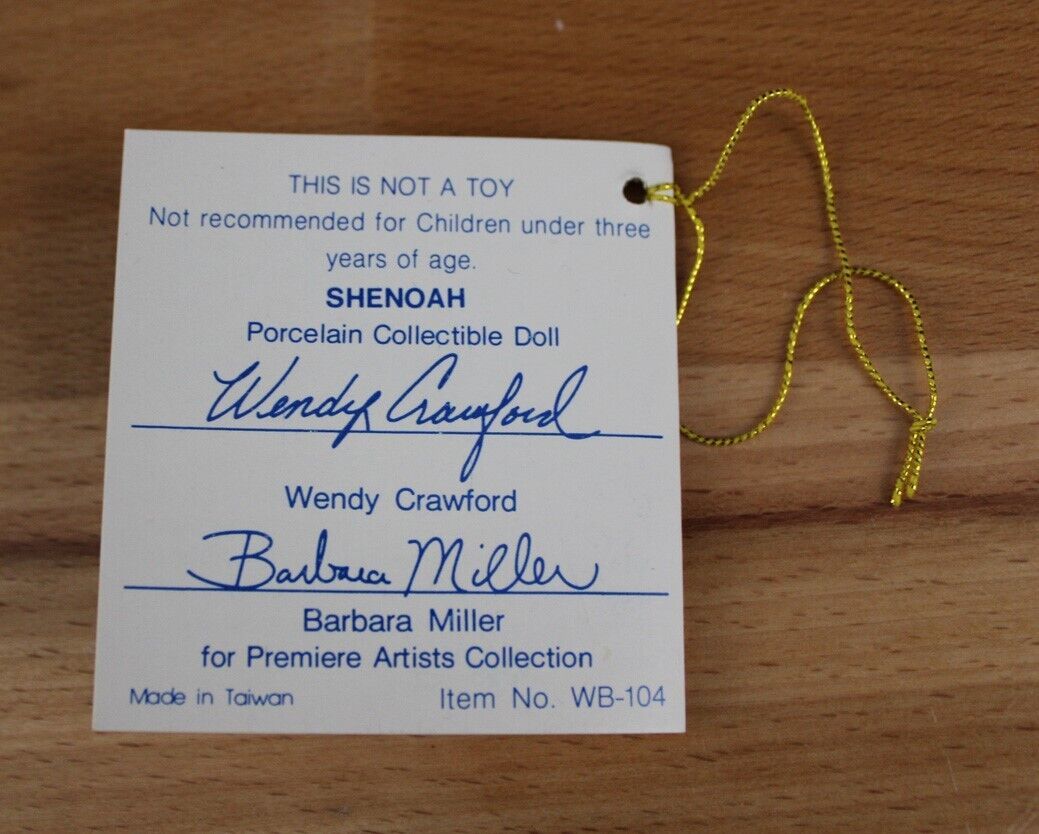 THIS IS NOT A TOY
Not recommended for Children under three
years of age.
SHENOAH
Porcelain Collectible Doll
Wendy Crawford
Wendy Crawford
Barbara Miller
Barbara Miller
for Premiere Artists Collection
Made in Taiwan Item No. WB-104